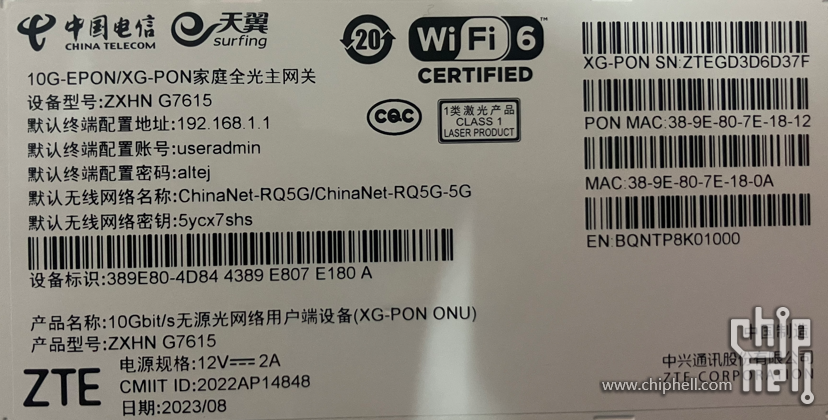 中国电信
CHINA TELECOM
天翼
surfing
20
Wi Fi 6™
CERTIFIED
10G-EPON/XG-PON家庭全光主网关
设备型号:ZXHN G7615
默认终端配置地址:192.168.1.1
默认终端配置账号:useradmin
默认终端配置密码:altej
默认无线网络名称:ChinaNet-RQ5G/ChinaNet-RQ5G-5G
默认无线网络密钥:5ycx7shs
设备标识:389E80-4D84 4389 E807 E180 A
CQC
1类激光产品
CLASS 1
LASER PRODUCT
XG-PON SN:ZTEGD3D6D37F
PON MAC:38-9E-80-7E-18-12
MAC:38-9E-80-7E-18-0A
EN:BQNTP8K01000
产品名称:10Gbit/s无源光网络用户端设备(XG-PON ONU)
产品型号:ZXHN G7615
ZTE
电源规格:12V⎓2A
CMIIT ID:2022AP14848
日期:2023/08
中国制造
中兴通讯股份有限公司
ZTE CORPORATION
www.chiphell.com
chip hell